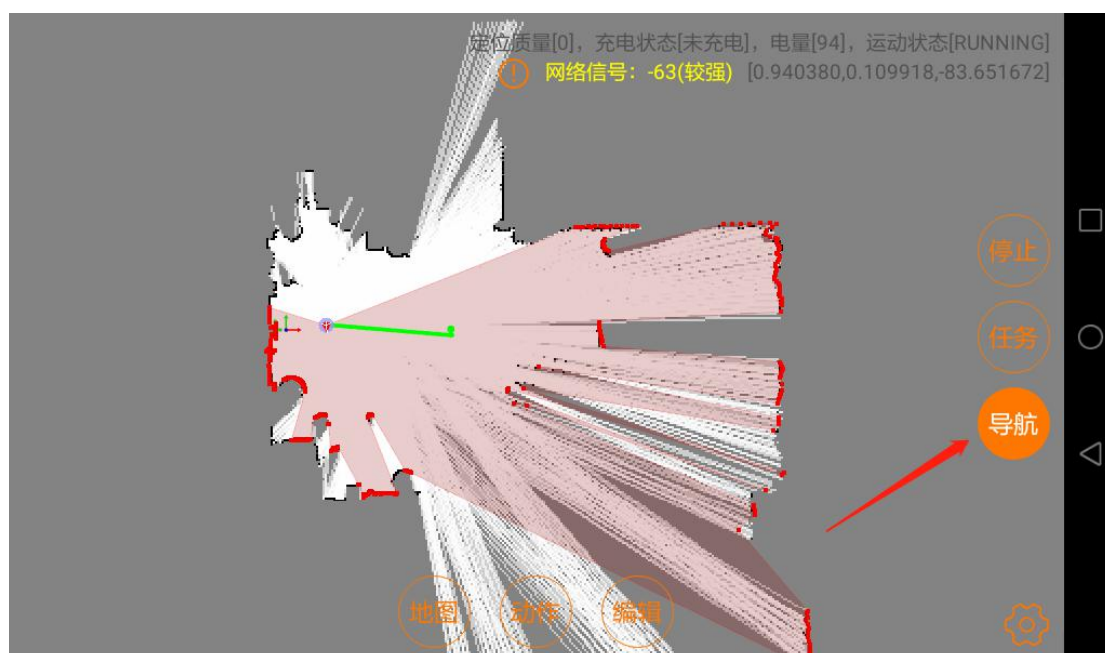 定位质量[0]，充电状态[未充电]，电量[94]，运动状态[RUNNING]
网络信号：-63(较强) [0.940380,0.109918,-83.651672]
停止
任务
导航
地图
动作
编辑